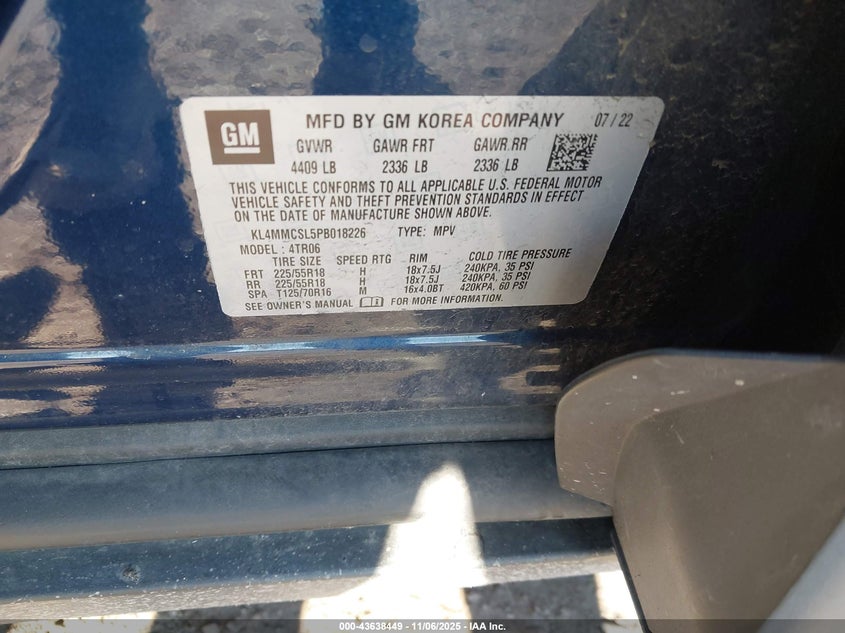 GM MFD BY GM KOREA COMPANY 07/22
GVWR GAWR FRT GAWR RR
4409 LB 2336 LB 2336 LB
THIS VEHICLE CONFORMS TO ALL APPLICABLE U.S. FEDERAL MOTOR
VEHICLE SAFETY AND THEFT PREVENTION STANDARDS IN EFFECT
ON THE DATE OF MANUFACTURE SHOWN ABOVE.
KL4MMCSL5PB018226 TYPE: MPV
MODEL : 4TR06
TIRE SIZE SPEED RTG RIM COLD TIRE PRESSURE
FRT 225/55R18 H 18x7.5J 240KPA, 35 PSI
RR 225/55R18 H 18x7.5J 240KPA, 35 PSI
SPA T125/70R16 M 16x4.0BT 420KPA, 60 PSI
SEE OWNER'S MANUAL FOR MORE INFORMATION.
000-43638449 - 11/06/2025 - IAA Inc.